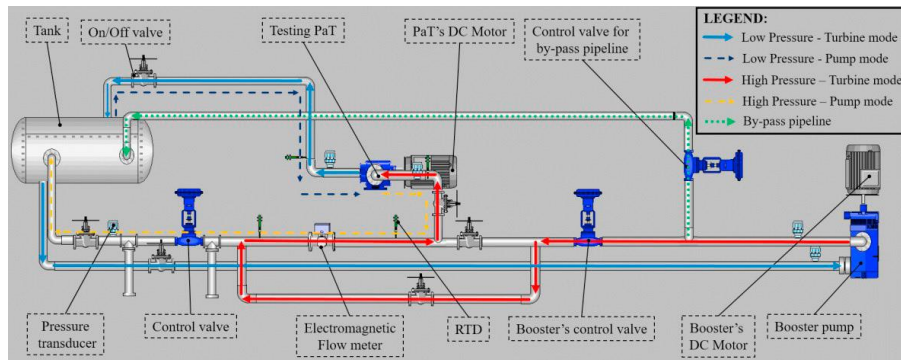 Tank
On/Off valve
Testing PaT
PaT's DC Motor
Control valve for
by-pass pipeline
LEGEND:
Low Pressure - Turbine mode
Low Pressure - Pump mode
High Pressure – Turbine mode
High Pressure – Pump mode
By-pass pipeline
Pressure
transducer
Control valve
Electromagnetic
Flow meter
RTD
Booster's control valve
Booster's
DC Motor
Booster pump